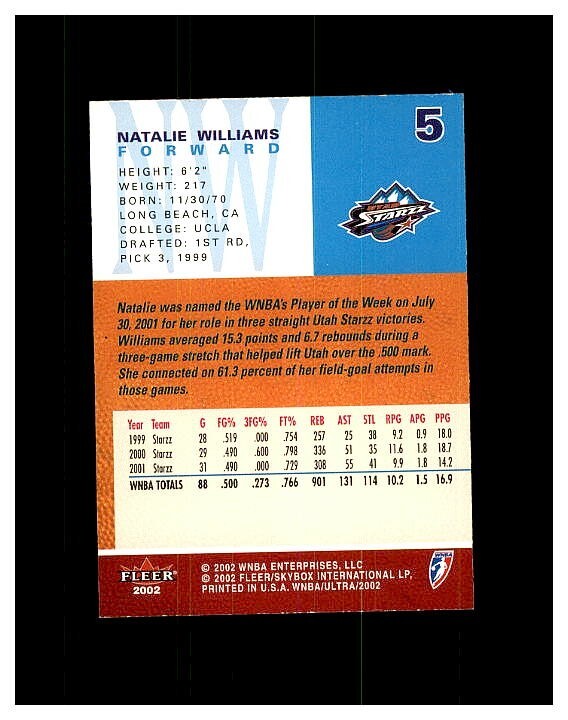 5
NATALIE WILLIAMS
FORWARD
HEIGHT: 6'2"
WEIGHT: 217
BORN: 11/30/70
LONG BEACH, CA
COLLEGE: UCLA
DRAFTED: 1ST RD,
PICK 3, 1999
NW
UTAH
STARZZ
Natalie was named the WNBA's Player of the Week on July
30, 2001 for her role in three straight Utah Starzz victories.
Williams averaged 15.3 points and 6.7 rebounds during a
three-game stretch that helped lift Utah over the .500 mark.
She connected on 61.3 percent of her field-goal attempts in
those games.
Year Team G FG% 3FG% FT% REB AST STL RPG APG PPG
1999 Starzz 28 .519 .000 .754 257 25 38 9.2 0.9 18.0
2000 Starzz 29 .490 .600 .798 336 51 35 11.6 1.8 18.7
2001 Starzz 31 .490 .000 .729 308 55 41 9.9 1.8 14.2
WNBA TOTALS 88 .500 .273 .766 901 131 114 10.2 1.5 16.9
FLEER
2002
© 2002 WNBA ENTERPRISES, LLC
© 2002 FLEER/SKYBOX INTERNATIONAL LP,
PRINTED IN U.S.A. WNBA/ULTRA/2002